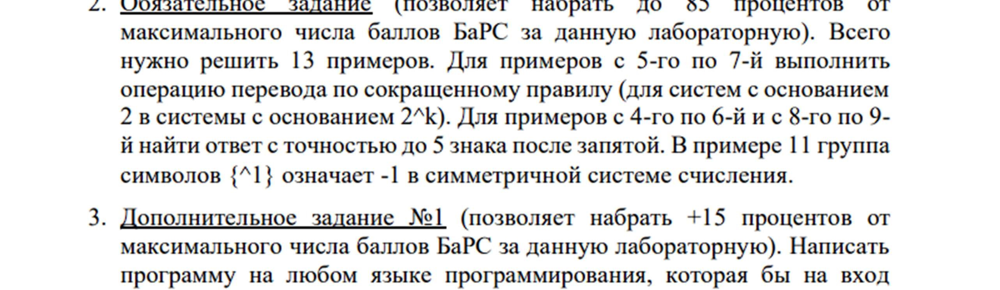 2. Обязательное задание (позволяет набрать до 85 процентов от
максимального числа баллов БаРС за данную лабораторную). Всего
нужно решить 13 примеров. Для примеров с 5-го по 7-й выполнить
операцию перевода по сокращенному правилу (для систем с основанием
2 в системы с основанием 2^k). Для примеров с 4-го по 6-й и с 8-го по 9-
й найти ответ с точностью до 5 знака после запятой. В примере 11 группа
символов {^1} означает -1 в симметричной системе счисления.
3. Дополнительное задание №1 (позволяет набрать +15 процентов от
максимального числа баллов БаРС за данную лабораторную). Написать
программу на любом языке программирования, которая бы на вход